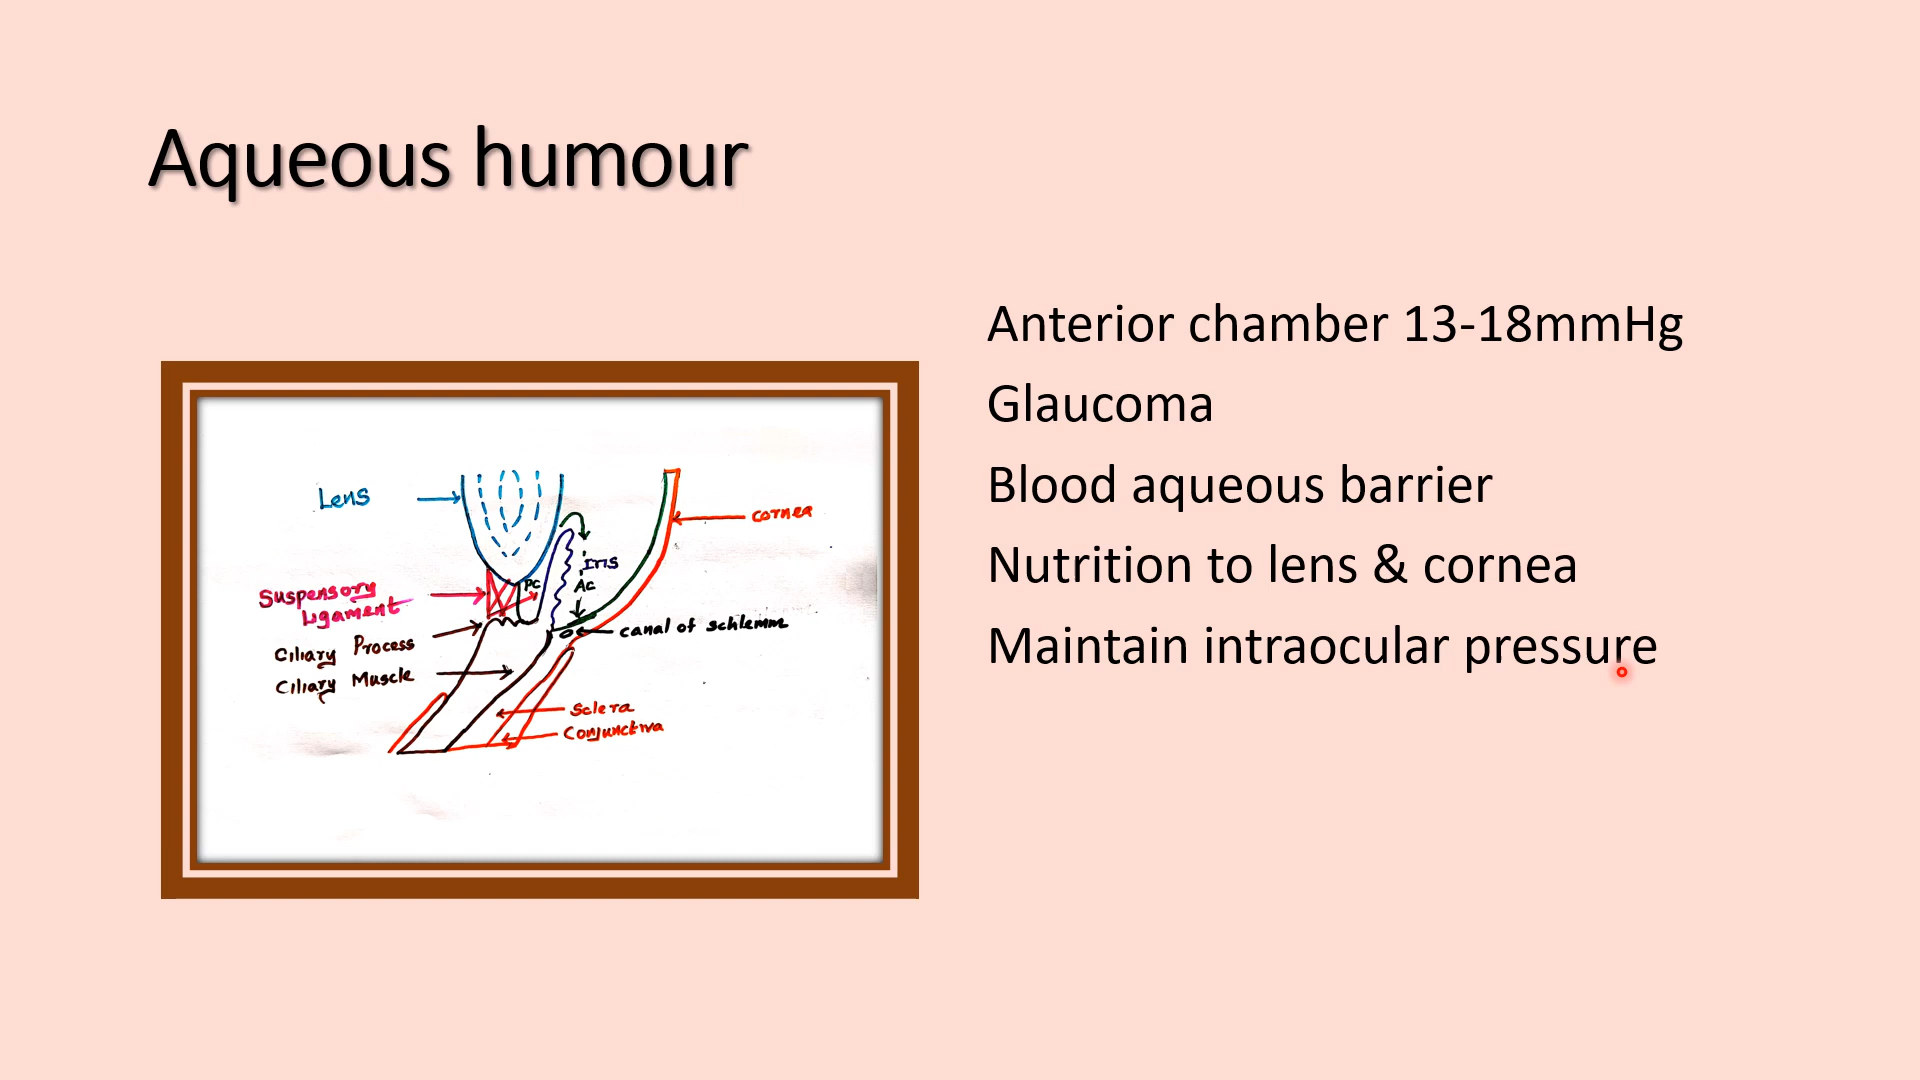 Aqueous humour
Anterior chamber 13-18mmHg
Glaucoma
Blood aqueous barrier
Nutrition to lens & cornea
Maintain intraocular pressure
Lens
cornea
Iris
PC
AC
Suspensory
Ligament
canal of schlemm
Ciliary Process
Ciliary Muscle
Sclera
Conjunctiva